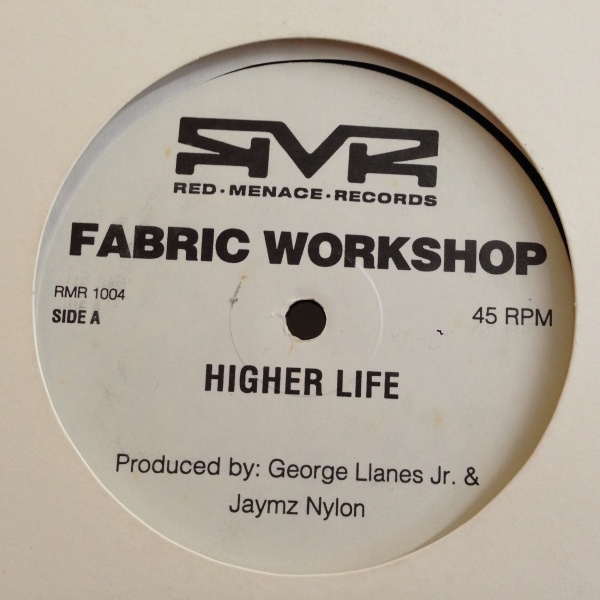 RMR
RED·MENACE·RECORDS
FABRIC WORKSHOP
RMR 1004
SIDE A
45 RPM
HIGHER LIFE
Produced by: George Llanes Jr. &
Jaymz Nylon